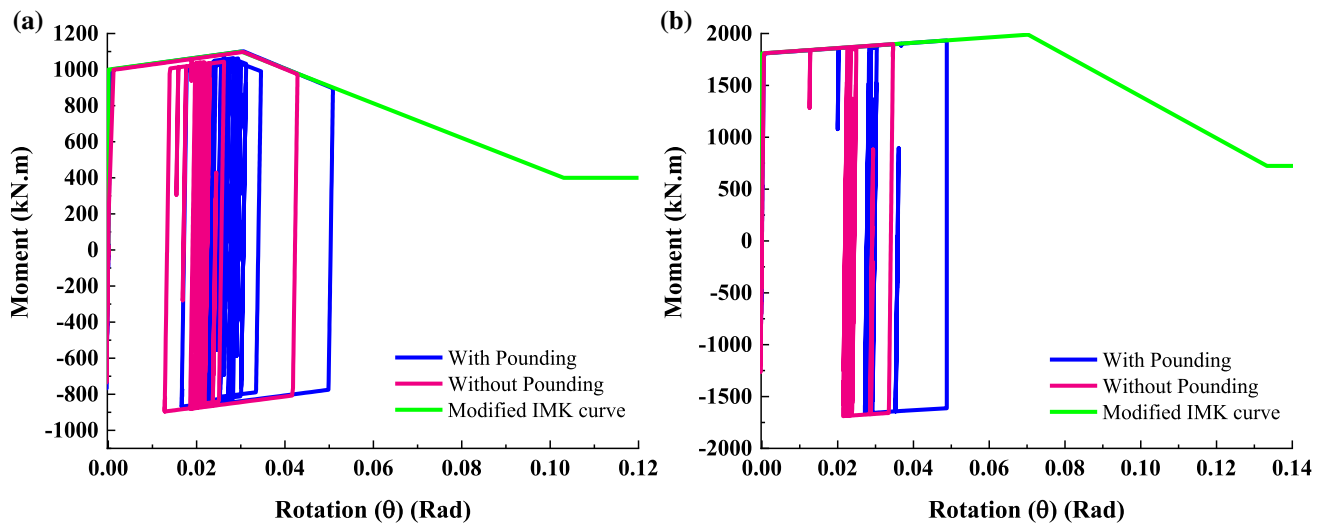 (a)
1200
1000
800
600
400
200
0
-200
-400
-600
-800
-1000
Moment (kN.m)
0.00 0.02 0.04 0.06 0.08 0.10 0.12
Rotation (θ) (Rad)
With Pounding
Without Pounding
Modified IMK curve
(b)
2000
1500
1000
500
0
-500
-1000
-1500
-2000
Moment (kN.m)
0.00 0.02 0.04 0.06 0.08 0.10 0.12 0.14
Rotation (θ) (Rad)
With Pounding
Without Pounding
Modified IMK curve